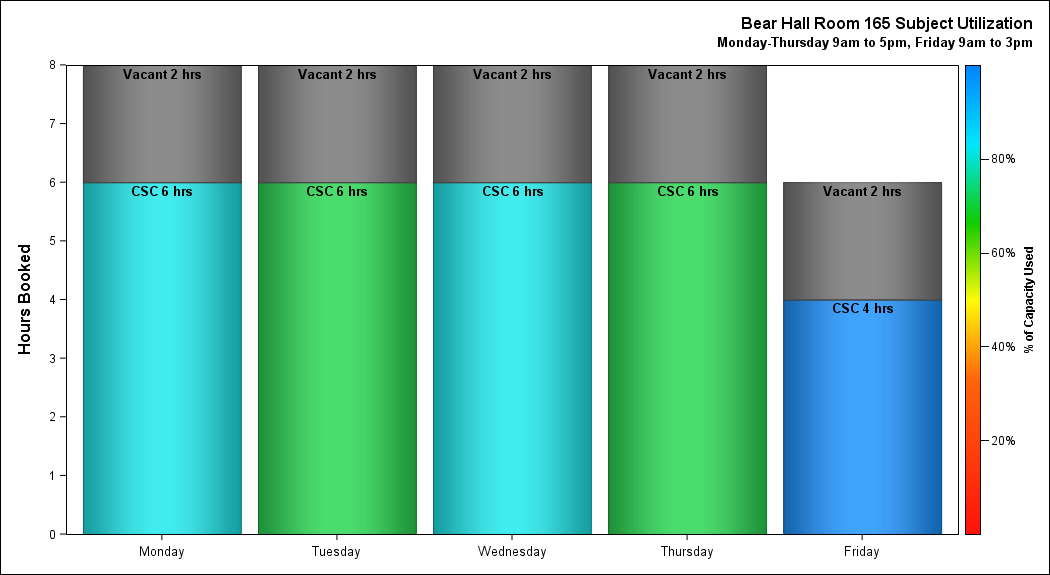 Bear Hall Room 165 Subject Utilization
Monday-Thursday 9am to 5pm, Friday 9am to 3pm
Hours Booked
8
7
6
5
4
3
2
1
0
Vacant 2 hrs
CSC 6 hrs
Vacant 2 hrs
CSC 6 hrs
Vacant 2 hrs
CSC 6 hrs
Vacant 2 hrs
CSC 6 hrs
Vacant 2 hrs
CSC 4 hrs
Monday
Tuesday
Wednesday
Thursday
Friday
80%
60%
40%
20%
% of Capacity Used